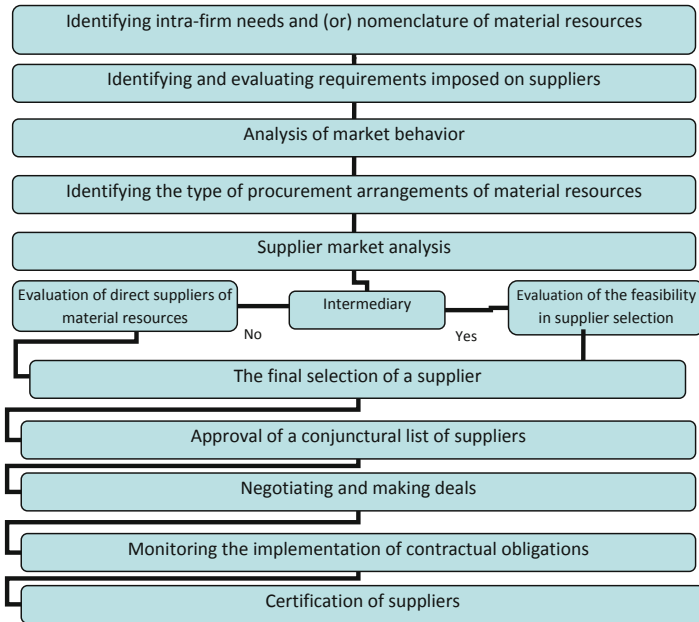 Identifying intra-firm needs and (or) nomenclature of material resources
Identifying and evaluating requirements imposed on suppliers
Analysis of market behavior
Identifying the type of procurement arrangements of material resources
Supplier market analysis
Evaluation of direct suppliers of
material resources
Intermediary
Evaluation of the feasibility
in supplier selection
No
Yes
The final selection of a supplier
Approval of a conjunctural list of suppliers
Negotiating and making deals
Monitoring the implementation of contractual obligations
Certification of suppliers